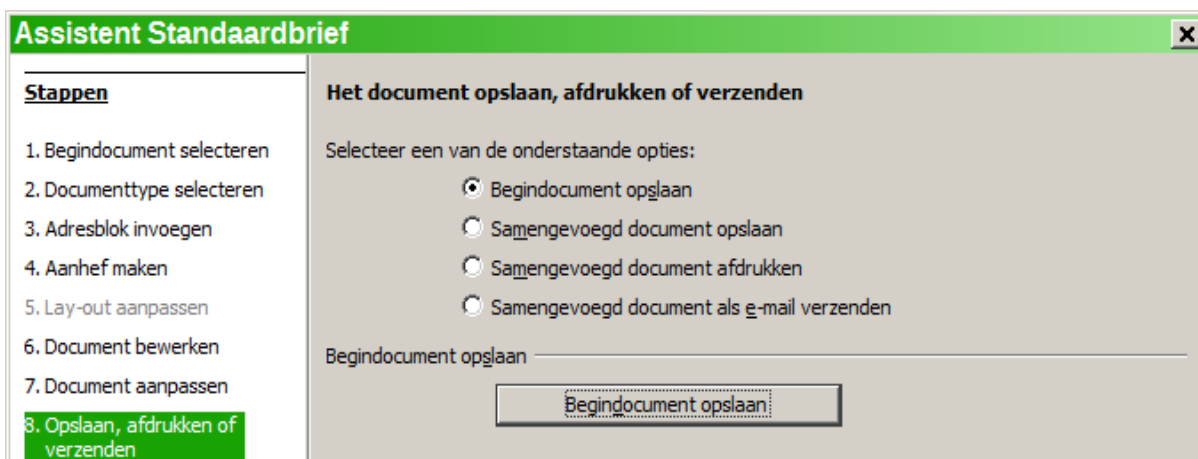 Assistent Standaardbrief
Stappen
1. Begindocument selecteren
2. Documenttype selecteren
3. Adresblok invoegen
4. Aanhef maken
5. Lay-out aanpassen
6. Document bewerken
7. Document aanpassen
8. Opslaan, afdrukken of
verzenden
Het document opslaan, afdrukken of verzenden
Selecteer een van de onderstaande opties:
Begindocument opslaan
Samengevoegd document opslaan
Samengevoegd document afdrukken
Samengevoegd document als e-mail verzenden
Begindocument opslaan
Begindocument opslaan